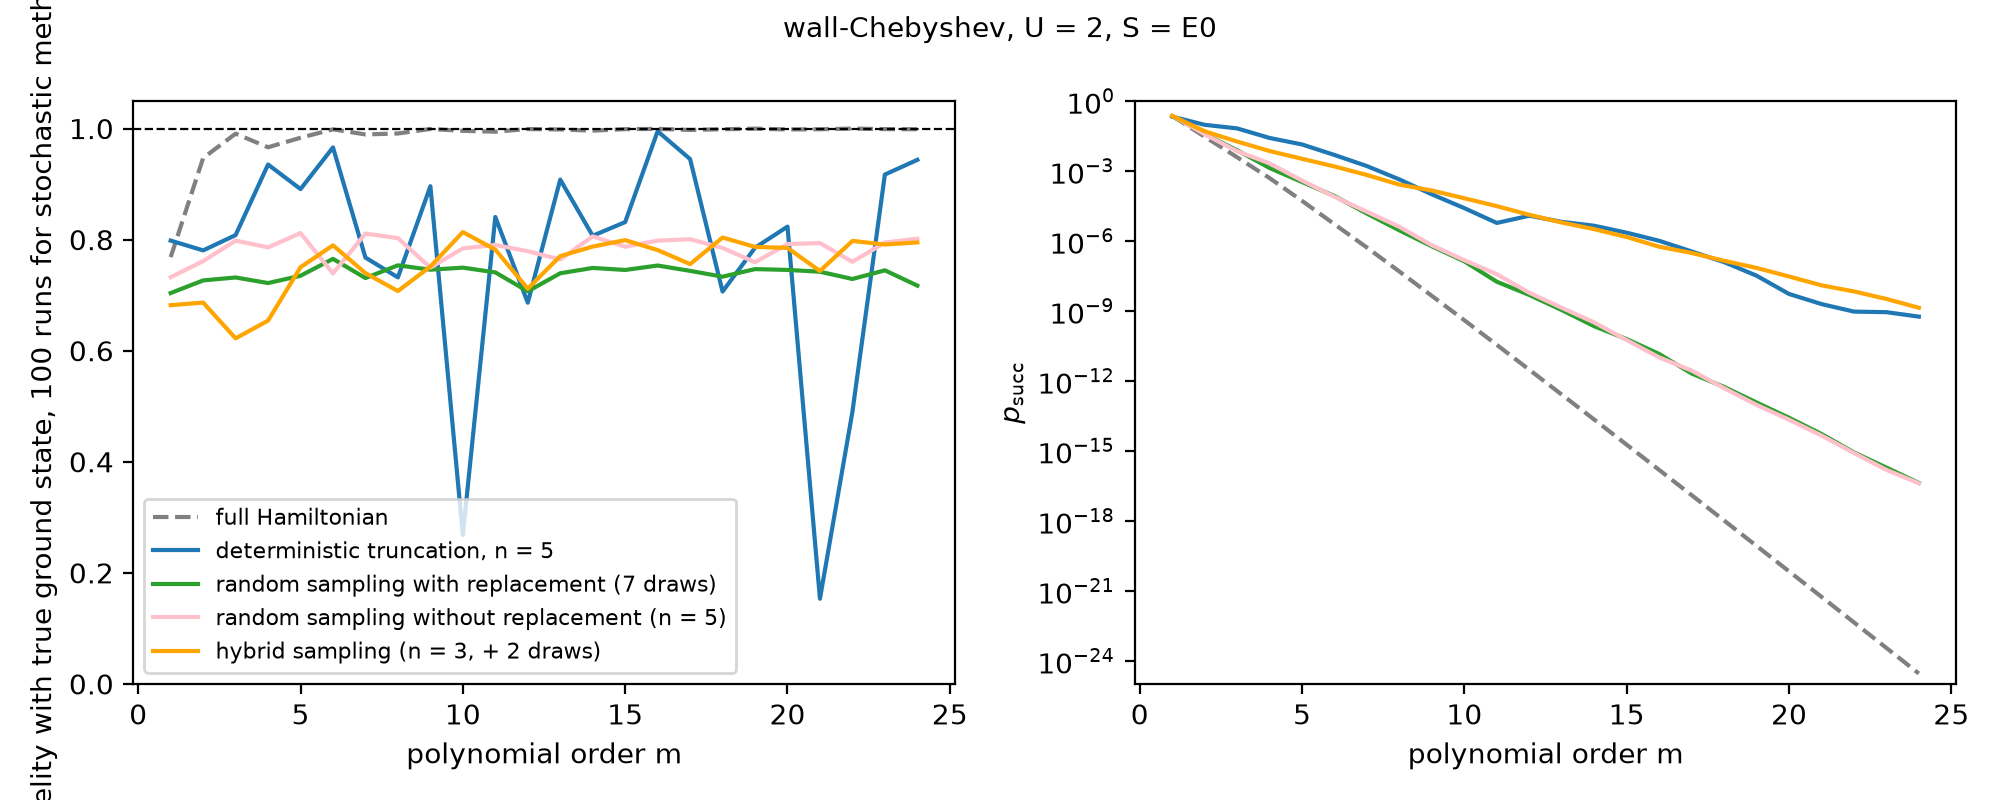 wall-Chebyshev, U = 2, S = E0
with true ground state, 100 runs for stochastic
1.0
0.8
0.6
0.4
0.2
0.0
full Hamiltonian
deterministic truncation, n = 5
random sampling with replacement (7 draws)
random sampling without replacement (n = 5)
hybrid sampling (n = 3, + 2 draws)
0 5 10 15 20 25
polynomial order m
p_succ
10⁰
10⁻³
10⁻⁶
10⁻⁹
10⁻¹²
10⁻¹⁵
10⁻¹⁸
10⁻²¹
10⁻²⁴
0 5 10 15 20 25
polynomial order m